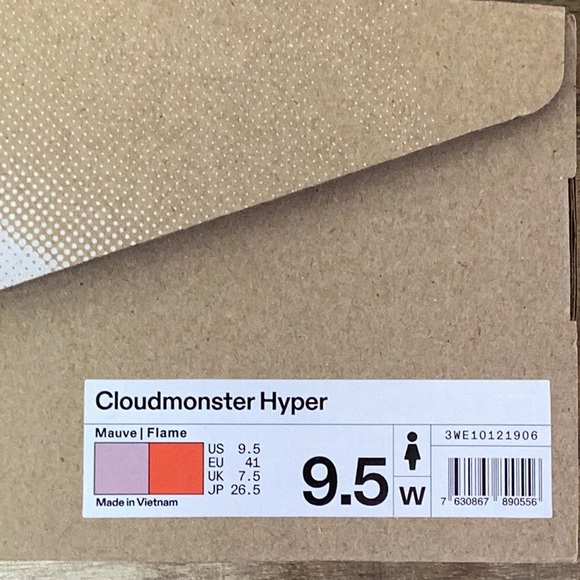 Cloudmonster Hyper
Mauve | Flame
3WE10121906
US 9.5
EU 41
UK 7.5
JP 26.5
9.5
W
Made in Vietnam
7 630867 890556